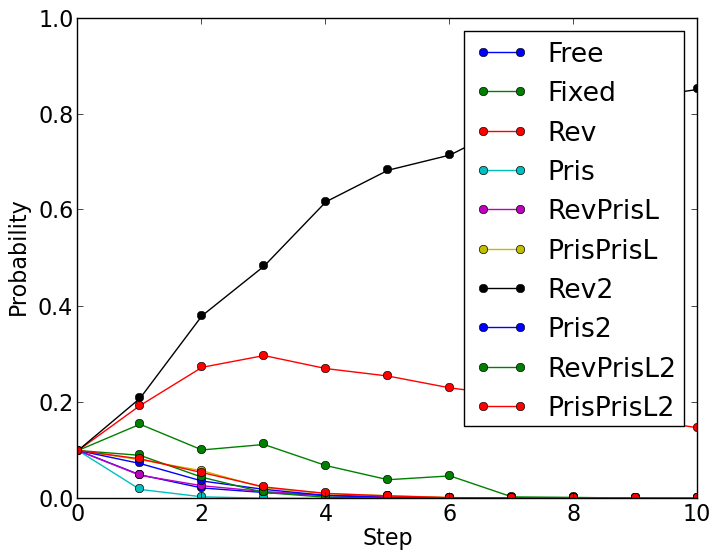 1.0
0.8
0.6
0.4
0.2
0.0
Probability
Free
Fixed
Rev
Pris
RevPrisL
PrisPrisL
Rev2
Pris2
RevPrisL2
PrisPrisL2
0 2 4 6 8 10
Step